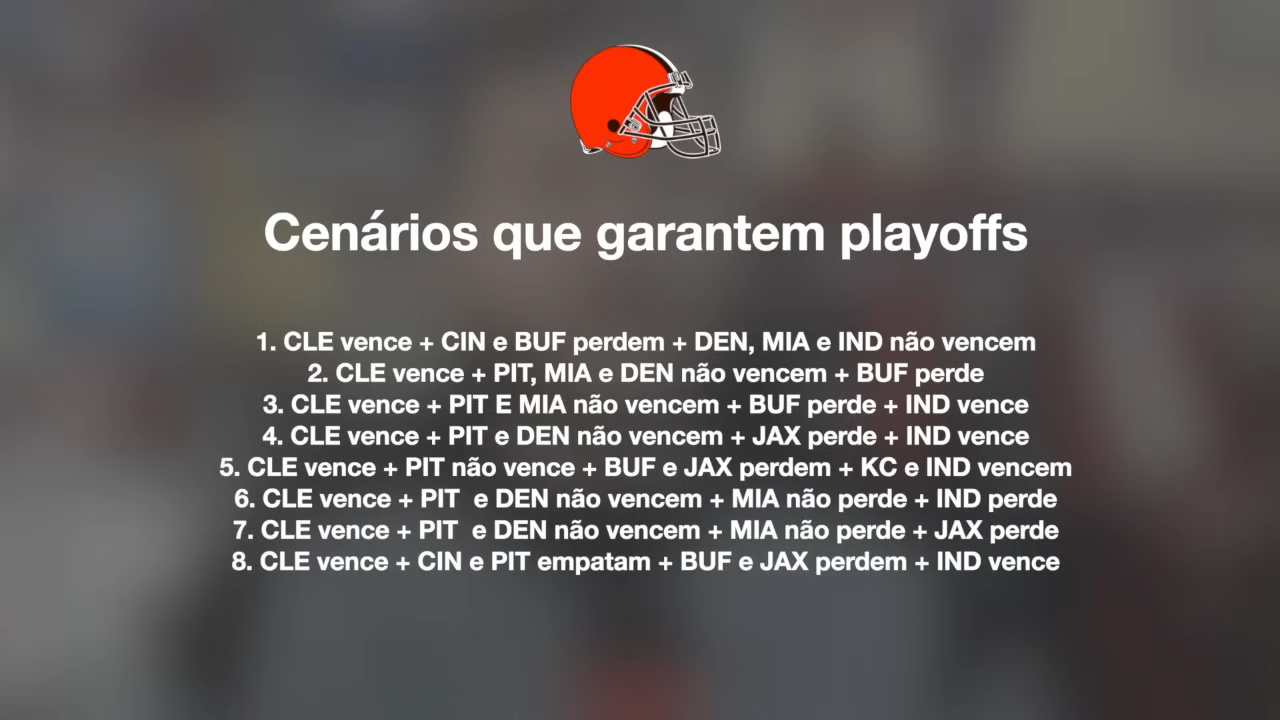 Cenários que garantem playoffs
1. CLE vence + CIN e BUF perdem + DEN, MIA e IND não vencem
2. CLE vence + PIT, MIA e DEN não vencem + BUF perde
3. CLE vence + PIT E MIA não vencem + BUF perde + IND vence
4. CLE vence + PIT e DEN não vencem + JAX perde + IND vence
5. CLE vence + PIT não vence + BUF e JAX perdem + KC e IND vencem
6. CLE vence + PIT  e DEN não vencem + MIA não perde + IND perde
7. CLE vence + PIT  e DEN não vencem + MIA não perde + JAX perde
8. CLE vence + CIN e PIT empatam + BUF e JAX perdem + IND vence